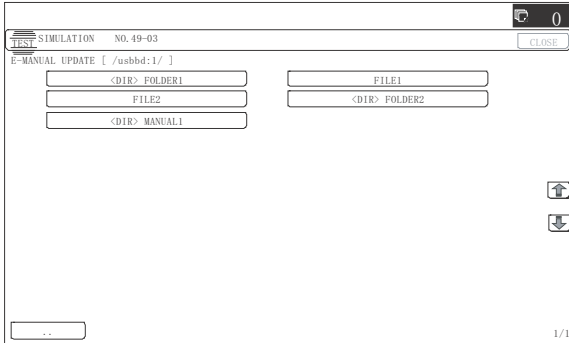 0
TEST SIMULATION NO.49-03 CLOSE
E-MANUAL UPDATE [ /usbbd:1/ ]
<DIR> FOLDER1 FILE1
FILE2 <DIR> FOLDER2
<DIR> MANUAL1
.. 1/1